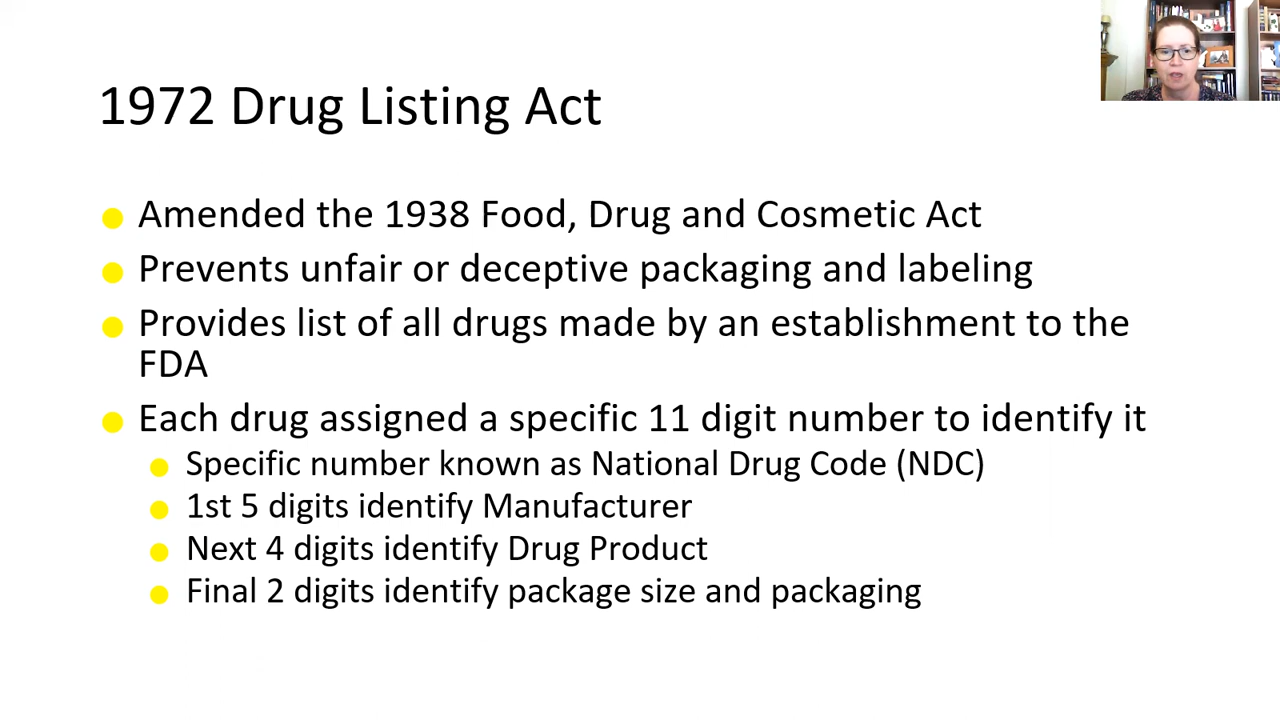 1972 Drug Listing Act
Amended the 1938 Food, Drug and Cosmetic Act
Prevents unfair or deceptive packaging and labeling
Provides list of all drugs made by an establishment to the
FDA
Each drug assigned a specific 11 digit number to identify it
Specific number known as National Drug Code (NDC)
1st 5 digits identify Manufacturer
Next 4 digits identify Drug Product
Final 2 digits identify package size and packaging